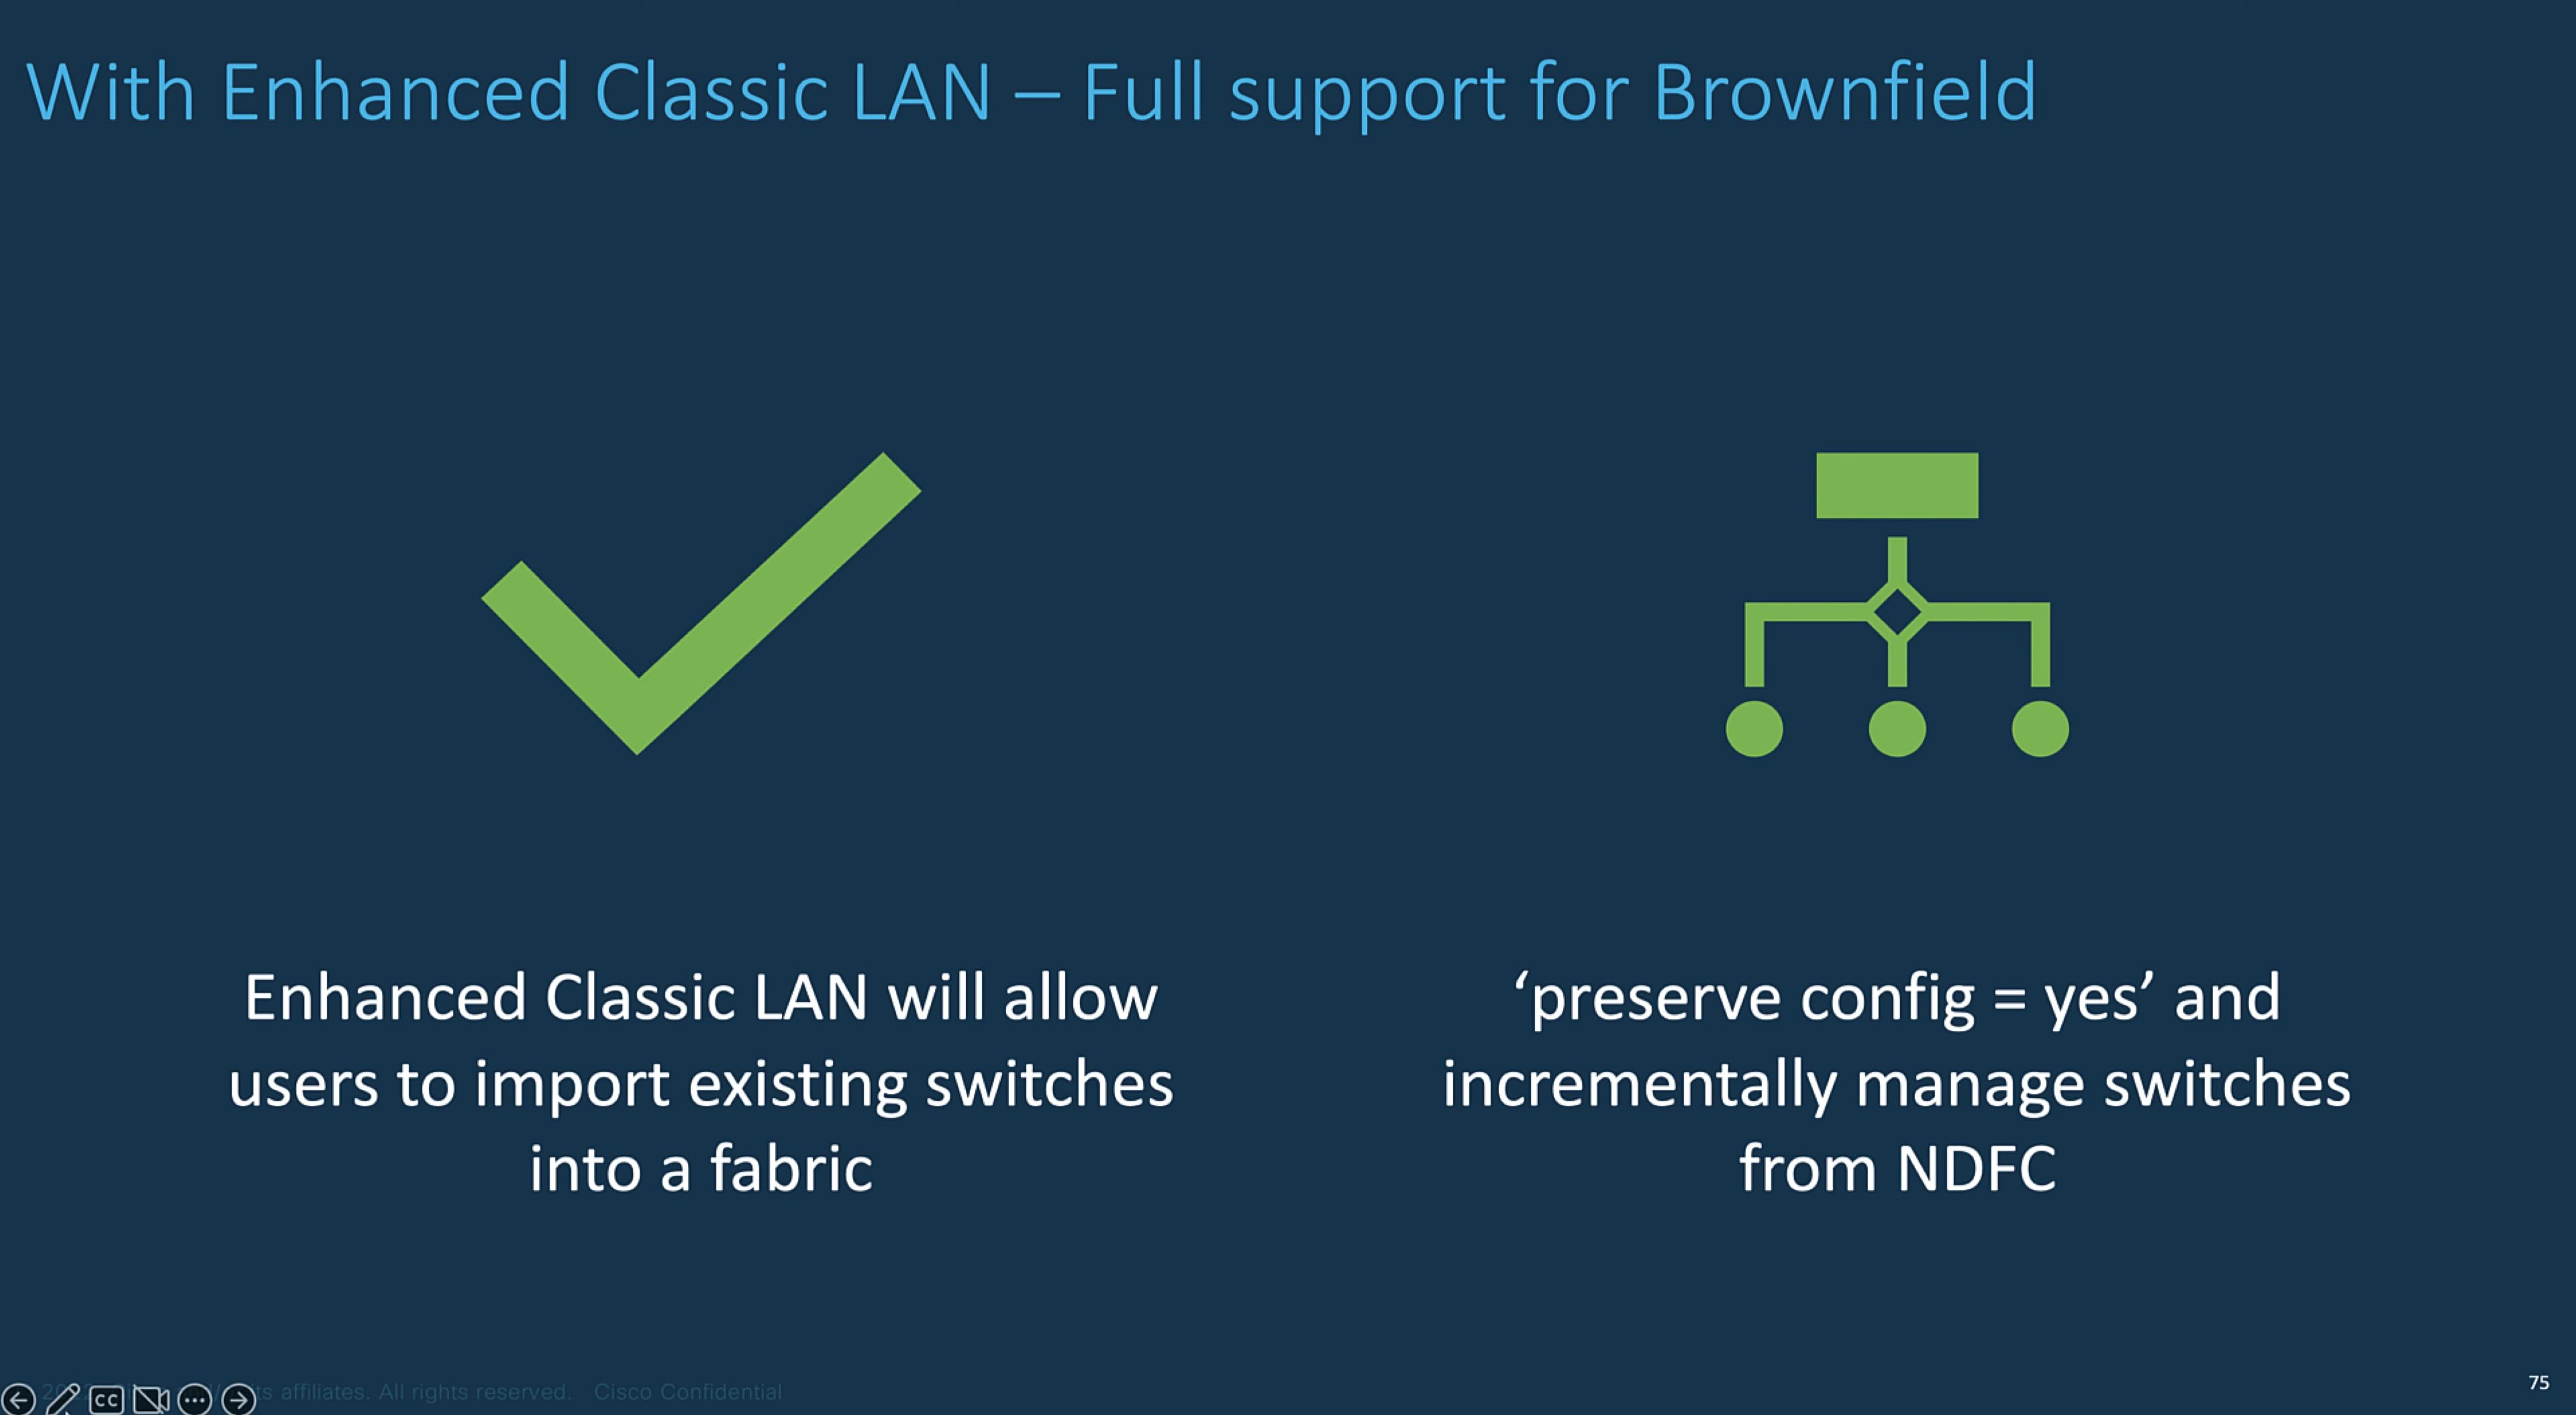 With Enhanced Classic LAN – Full support for Brownfield
Enhanced Classic LAN will allow
users to import existing switches
into a fabric
‘preserve config = yes’ and
incrementally manage switches
from NDFC
affiliates. All rights reserved. Cisco Confidential
CC
75